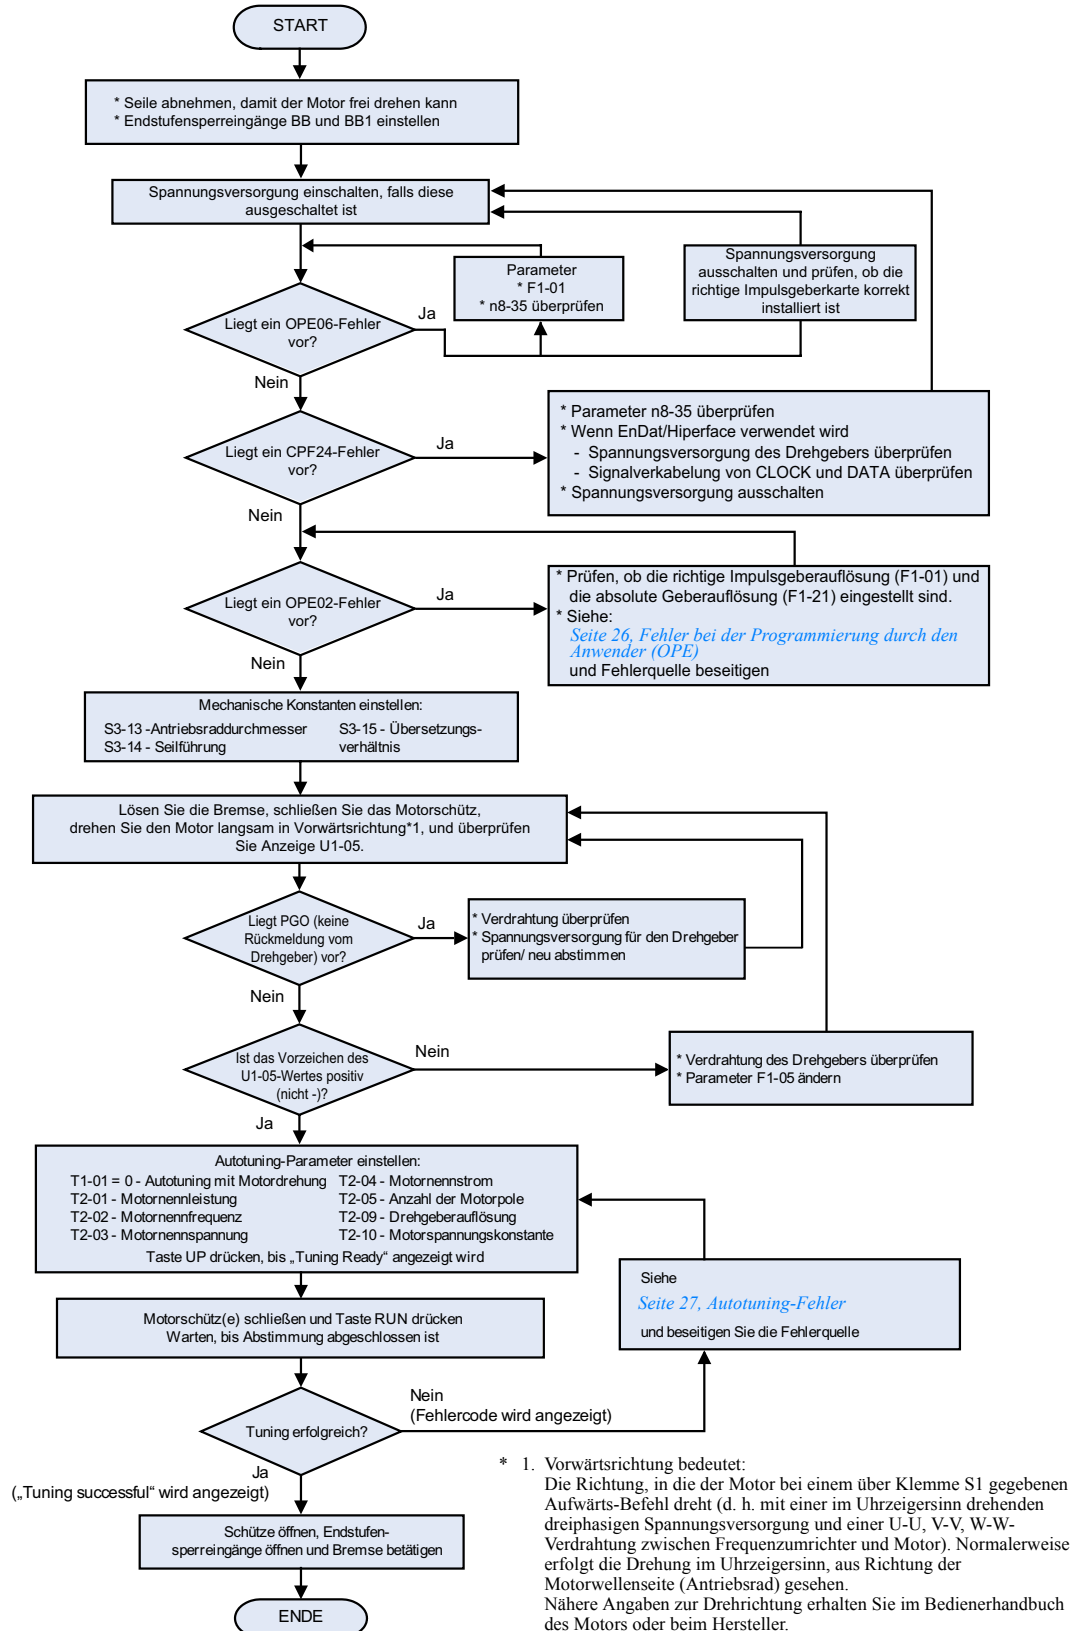 START
* Seile abnehmen, damit der Motor frei drehen kann
* Endstufensperreingänge BB und BB1 einstellen
Spannungsversorgung einschalten, falls diese
ausgeschaltet ist
Parameter
* F1-01
* n8-35 überprüfen
Spannungsversorgung
ausschalten und prüfen, ob die
richtige Impulsgeberkarte korrekt
installiert ist
Liegt ein OPE06-Fehler
vor?
Ja
Nein
Liegt ein CPF24-Fehler
vor?
Ja
* Parameter n8-35 überprüfen
* Wenn EnDat/Hiperface verwendet wird
- Spannungsversorgung des Drehgebers überprüfen
- Signalverkabelung von CLOCK und DATA überprüfen
* Spannungsversorgung ausschalten
Nein
Liegt ein OPE02-Fehler
vor?
Ja
* Prüfen, ob die richtige Impulsgeberauflösung (F1-01) und
die absolute Geberauflösung (F1-21) eingestellt sind.
* Siehe:
Seite 26, Fehler bei der Programmierung durch den
Anwender (OPE)
und Fehlerquelle beseitigen
Nein
Mechanische Konstanten einstellen:
S3-13 -Antriebsraddurchmesser
S3-14 - Seilführung
S3-15 - Übersetzungs-
verhältnis
Lösen Sie die Bremse, schließen Sie das Motorschütz,
drehen Sie den Motor langsam in Vorwärtsrichtung*1, und überprüfen
Sie Anzeige U1-05.
Liegt PGO (keine
Rückmeldung vom
Drehgeber) vor?
Ja
* Verdrahtung überprüfen
* Spannungsversorgung für den Drehgeber
prüfen/ neu abstimmen
Nein
Ist das Vorzeichen des
U1-05-Wertes positiv
(nicht -)?
Nein
* Verdrahtung des Drehgebers überprüfen
* Parameter F1-05 ändern
Ja
Autotuning-Parameter einstellen:
T1-01 = 0 - Autotuning mit Motordrehung
T2-01 - Motornennleistung
T2-02 - Motornennfrequenz
T2-03 - Motornennspannung
T2-04 - Motornennstrom
T2-05 - Anzahl der Motorpole
T2-09 - Drehgeberauflösung
T2-10 - Motorspannungskonstante
Taste UP drücken, bis „Tuning Ready“ angezeigt wird
Siehe
Seite 27, Autotuning-Fehler
und beseitigen Sie die Fehlerquelle
Motorschütz(e) schließen und Taste RUN drücken
Warten, bis Abstimmung abgeschlossen ist
Tuning erfolgreich?
Nein
(Fehlercode wird angezeigt)
Ja
(„Tuning successful“ wird angezeigt)
Schütze öffnen, Endstufen-
sperreingänge öffnen und Bremse betätigen
ENDE
* 1. Vorwärtsrichtung bedeutet:
Die Richtung, in die der Motor bei einem über Klemme S1 gegebenen
Aufwärts-Befehl dreht (d. h. mit einer im Uhrzeigersinn drehenden
dreiphasigen Spannungsversorgung und einer U-U, V-V, W-W-
Verdrahtung zwischen Frequenzumrichter und Motor). Normalerweise
erfolgt die Drehung im Uhrzeigersinn, aus Richtung der
Motorwellenseite (Antriebsrad) gesehen.
Nähere Angaben zur Drehrichtung erhalten Sie im Bedienerhandbuch
des Motors oder beim Hersteller.